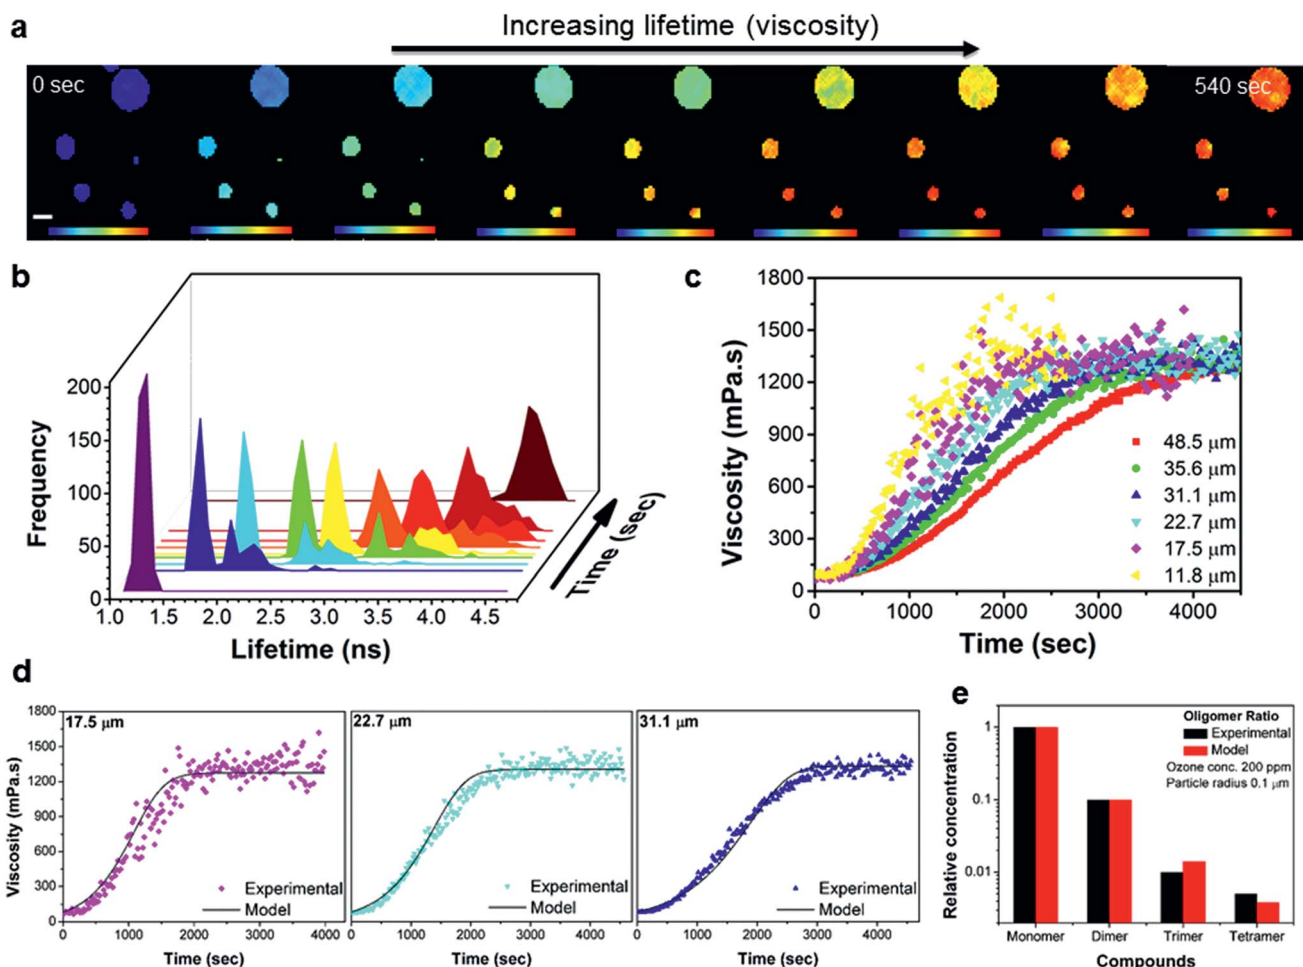 a
Increasing lifetime (viscosity)
0 sec
540 sec
b
200
150
100
50
0
Frequency
1.0 1.5 2.0 2.5 3.0 3.5 4.0 4.5
Lifetime (ns)
Time (sec)
c
1800
1500
1200
900
600
300
0
Viscosity (mPa.s)
48.5 μm
35.6 μm
31.1 μm
22.7 μm
17.5 μm
11.8 μm
0 1000 2000 3000 4000
Time (sec)
d
1800
1500
1200
900
600
300
0
Viscosity (mPa.s)
17.5 μm
Experimental
Model
0 1000 2000 3000 4000
Time (sec)
22.7 μm
Experimental
Model
0 1000 2000 3000 4000
Time (sec)
31.1 μm
Experimental
Model
0 2000 4000
Time (sec)
e
1
0.1
0.01
Relative concentration
Oligomer Ratio
Experimental
Model
Ozone conc. 200 ppm
Particle radius 0.1 μm
Monomer Dimer Trimer Tetramer
Compounds